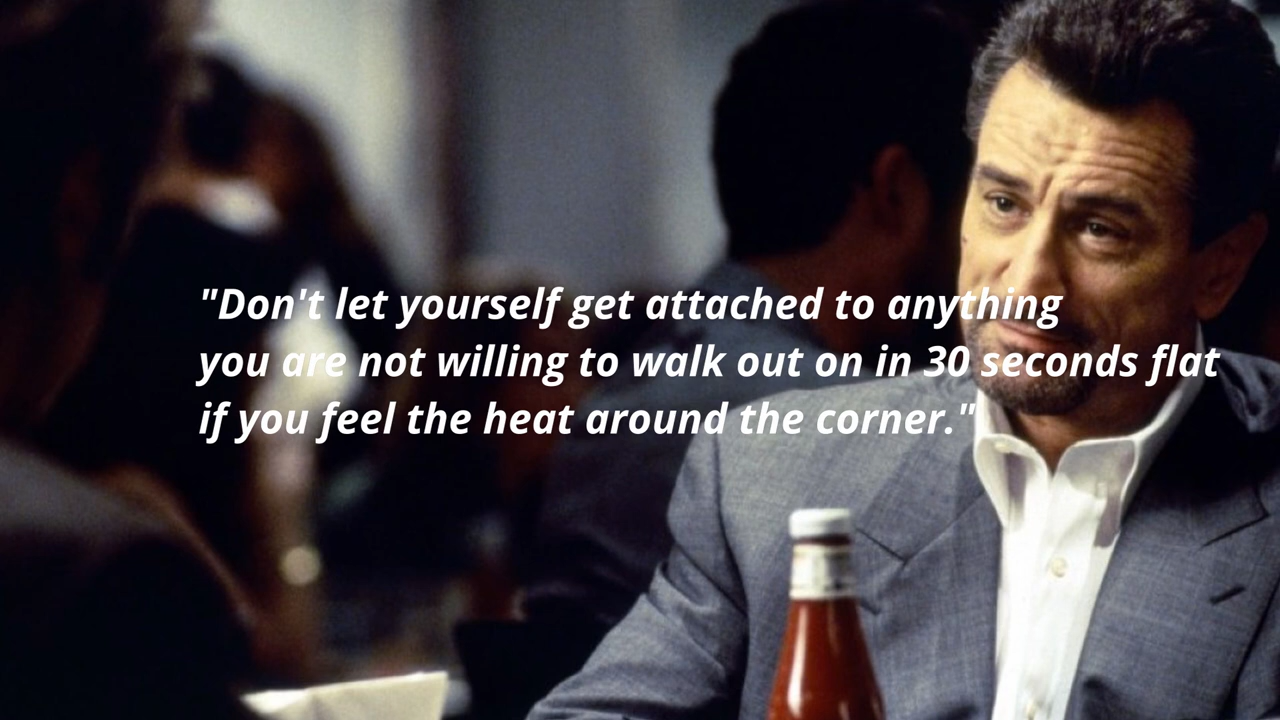 "Don't let yourself get attached to anything
you are not willing to walk out on in 30 seconds flat
if you feel the heat around the corner."